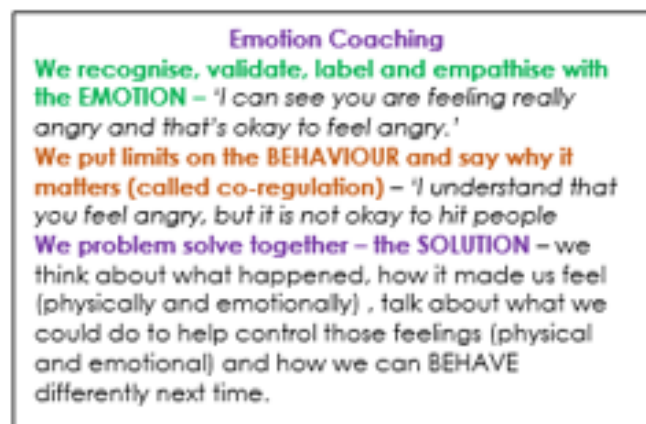 Emotion Coaching
We recognise, validate, label and empathise with
the EMOTION – ‘I can see you are feeling really
angry and that’s okay to feel angry.’
We put limits on the BEHAVIOUR and say why it
matters (called co-regulation) – ‘I understand that
you feel angry, but it is not okay to hit people
We problem solve together – the SOLUTION – we
think about what happened, how it made us feel
(physically and emotionally) , talk about what we
could do to help control those feelings (physical
and emotional) and how we can BEHAVE
differently next time.